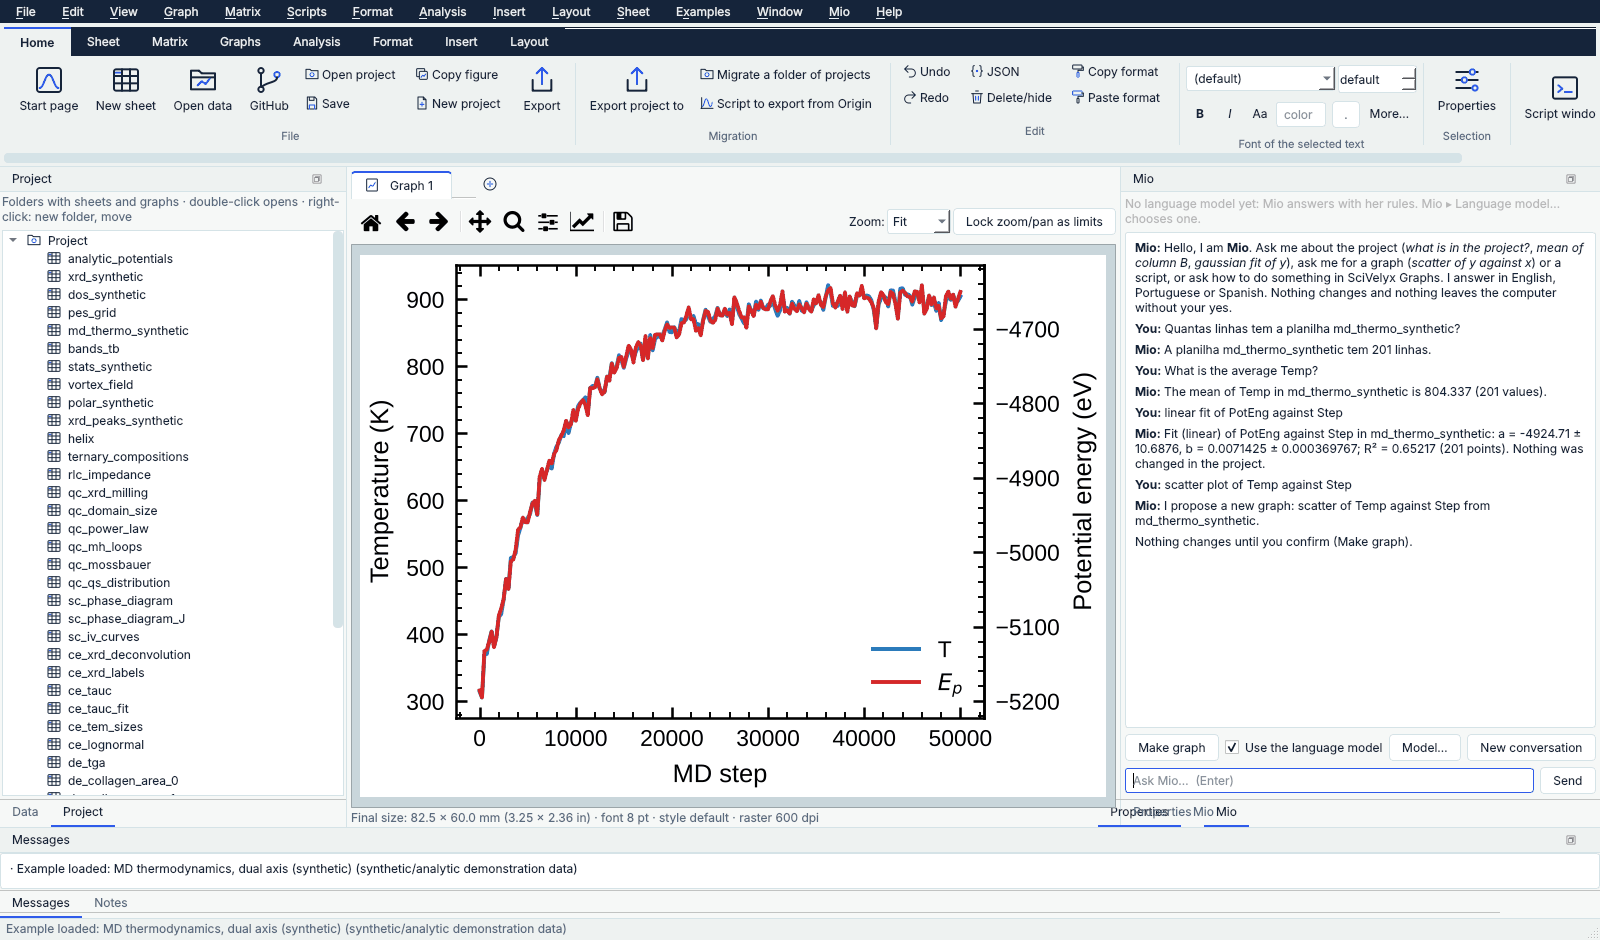 File Edit View Graph Matrix Scripts Format Analysis Insert Layout Sheet Examples Window Mio Help
Home Sheet Matrix Graphs Analysis Format Insert Layout
Start page New sheet Open data GitHub Open project Copy figure Save New project Export
File
Export project to Migrate a folder of projects Script to export from Origin
Migration
Undo JSON Copy format
Redo Delete/hide Paste format
Edit
(default) default
B I Aa color . More...
Font of the selected text
Properties
Selection
Script windo
Project
Folders with sheets and graphs · double-click opens · right-
click: new folder, move
Project
analytic_potentials
xrd_synthetic
dos_synthetic
pes_grid
md_thermo_synthetic
bands_tb
stats_synthetic
vortex_field
polar_synthetic
xrd_peaks_synthetic
helix
ternary_compositions
rlc_impedance
qc_xrd_milling
qc_domain_size
qc_power_law
qc_mh_loops
qc_mossbauer
qc_qs_distribution
sc_phase_diagram
sc_phase_diagram_J
sc_iv_curves
ce_xrd_deconvolution
ce_xrd_labels
ce_tauc
ce_tauc_fit
ce_tem_sizes
ce_lognormal
de_tga
de_collagen_area_0
Data Project
Graph 1
Zoom: Fit Lock zoom/pan as limits
Temperature (K)
900
800
700
600
500
400
300
0 10000 20000 30000 40000 50000
MD step
−4700
−4800
−4900
−5000
−5100
−5200
Potential energy (eV)
T
Ep
Final size: 82.5 × 60.0 mm (3.25 × 2.36 in) · font 8 pt · style default · raster 600 dpi
Mio
No language model yet: Mio answers with her rules. Mio ▸ Language model...
chooses one.
Mio: Hello, I am Mio. Ask me about the project (what is in the project?, mean of
column B, gaussian fit of y), ask me for a graph (scatter of y against x) or a
script, or ask how to do something in SciVelyx Graphs. I answer in English,
Portuguese or Spanish. Nothing changes and nothing leaves the computer
without your yes.
You: Quantas linhas tem a planilha md_thermo_synthetic?
Mio: A planilha md_thermo_synthetic tem 201 linhas.
You: What is the average Temp?
Mio: The mean of Temp in md_thermo_synthetic is 804.337 (201 values).
You: linear fit of PotEng against Step
Mio: Fit (linear) of PotEng against Step in md_thermo_synthetic: a = -4924.71 ±
10.6876, b = 0.0071425 ± 0.000369767; R² = 0.65217 (201 points). Nothing was
changed in the project.
You: scatter plot of Temp against Step
Mio: I propose a new graph: scatter of Temp against Step from
md_thermo_synthetic.
Nothing changes until you confirm (Make graph).
Make graph Use the language model Model... New conversation
Ask Mio... (Enter) Send
Properties Mio Mio
Messages
· Example loaded: MD thermodynamics, dual axis (synthetic) (synthetic/analytic demonstration data)
Messages Notes
Example loaded: MD thermodynamics, dual axis (synthetic) (synthetic/analytic demonstration data)